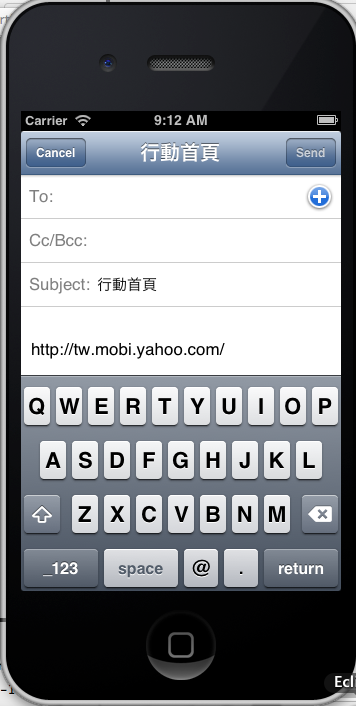 Carrier 9:12 AM
Cancel 行動首頁 Send
To:
Cc/Bcc:
Subject: 行動首頁
http://tw.mobi.yahoo.com/
Q W E R T Y U I O P
A S D F G H J K L
Z X C V B N M
_123 space @ . return
Ecl